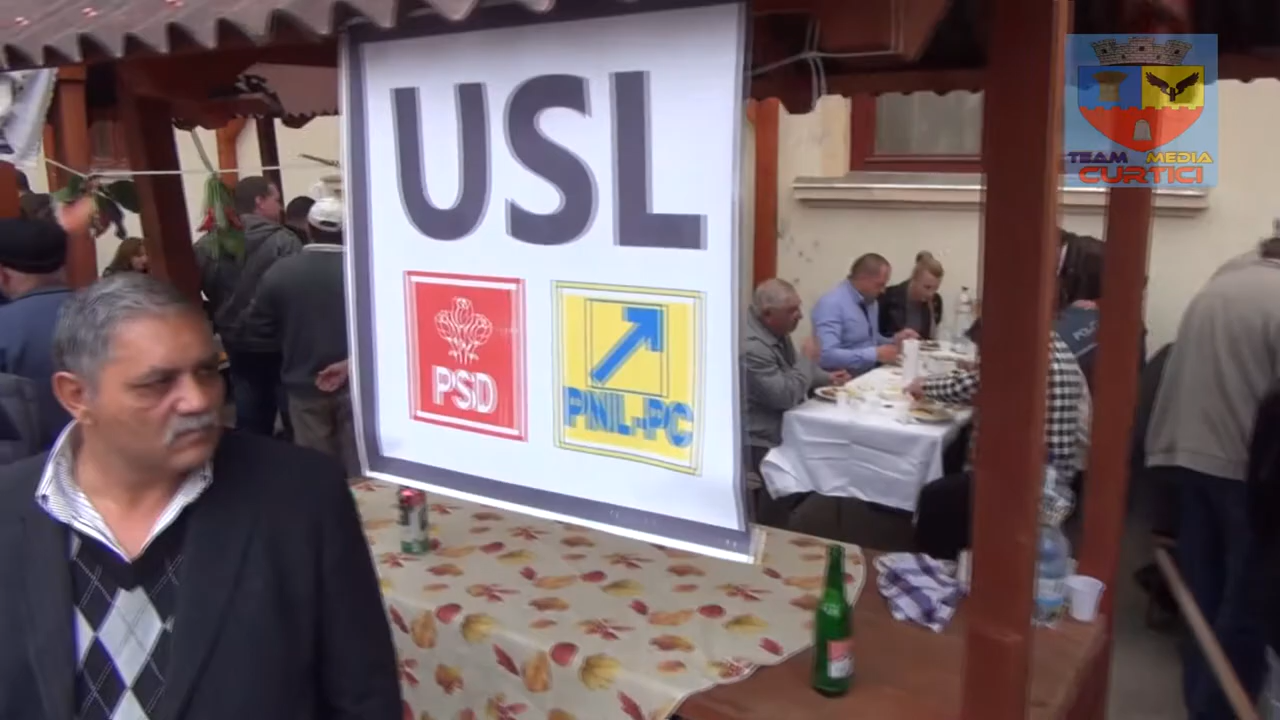 USL
PSD
PNL-PC
TEAM MEDIA
CURTICI